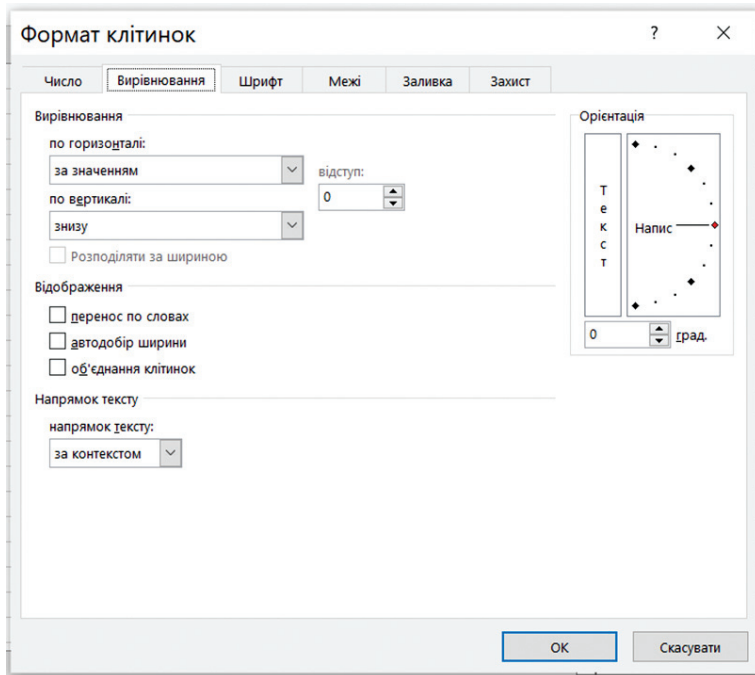 Формат клітинок
?
Число Вирівнювання Шрифт Межі Заливка Захист
Вирівнювання
по горизонталі:
за значенням
відступ:
0
по вертикалі:
знизу
Розподіляти за шириною
Відображення
перенос по словах
автодобір ширини
об'єднання клітинок
Напрямок тексту
напрямок тексту:
за контекстом
Орієнтація
Текст
Напис
0 град.
ОК Скасувати